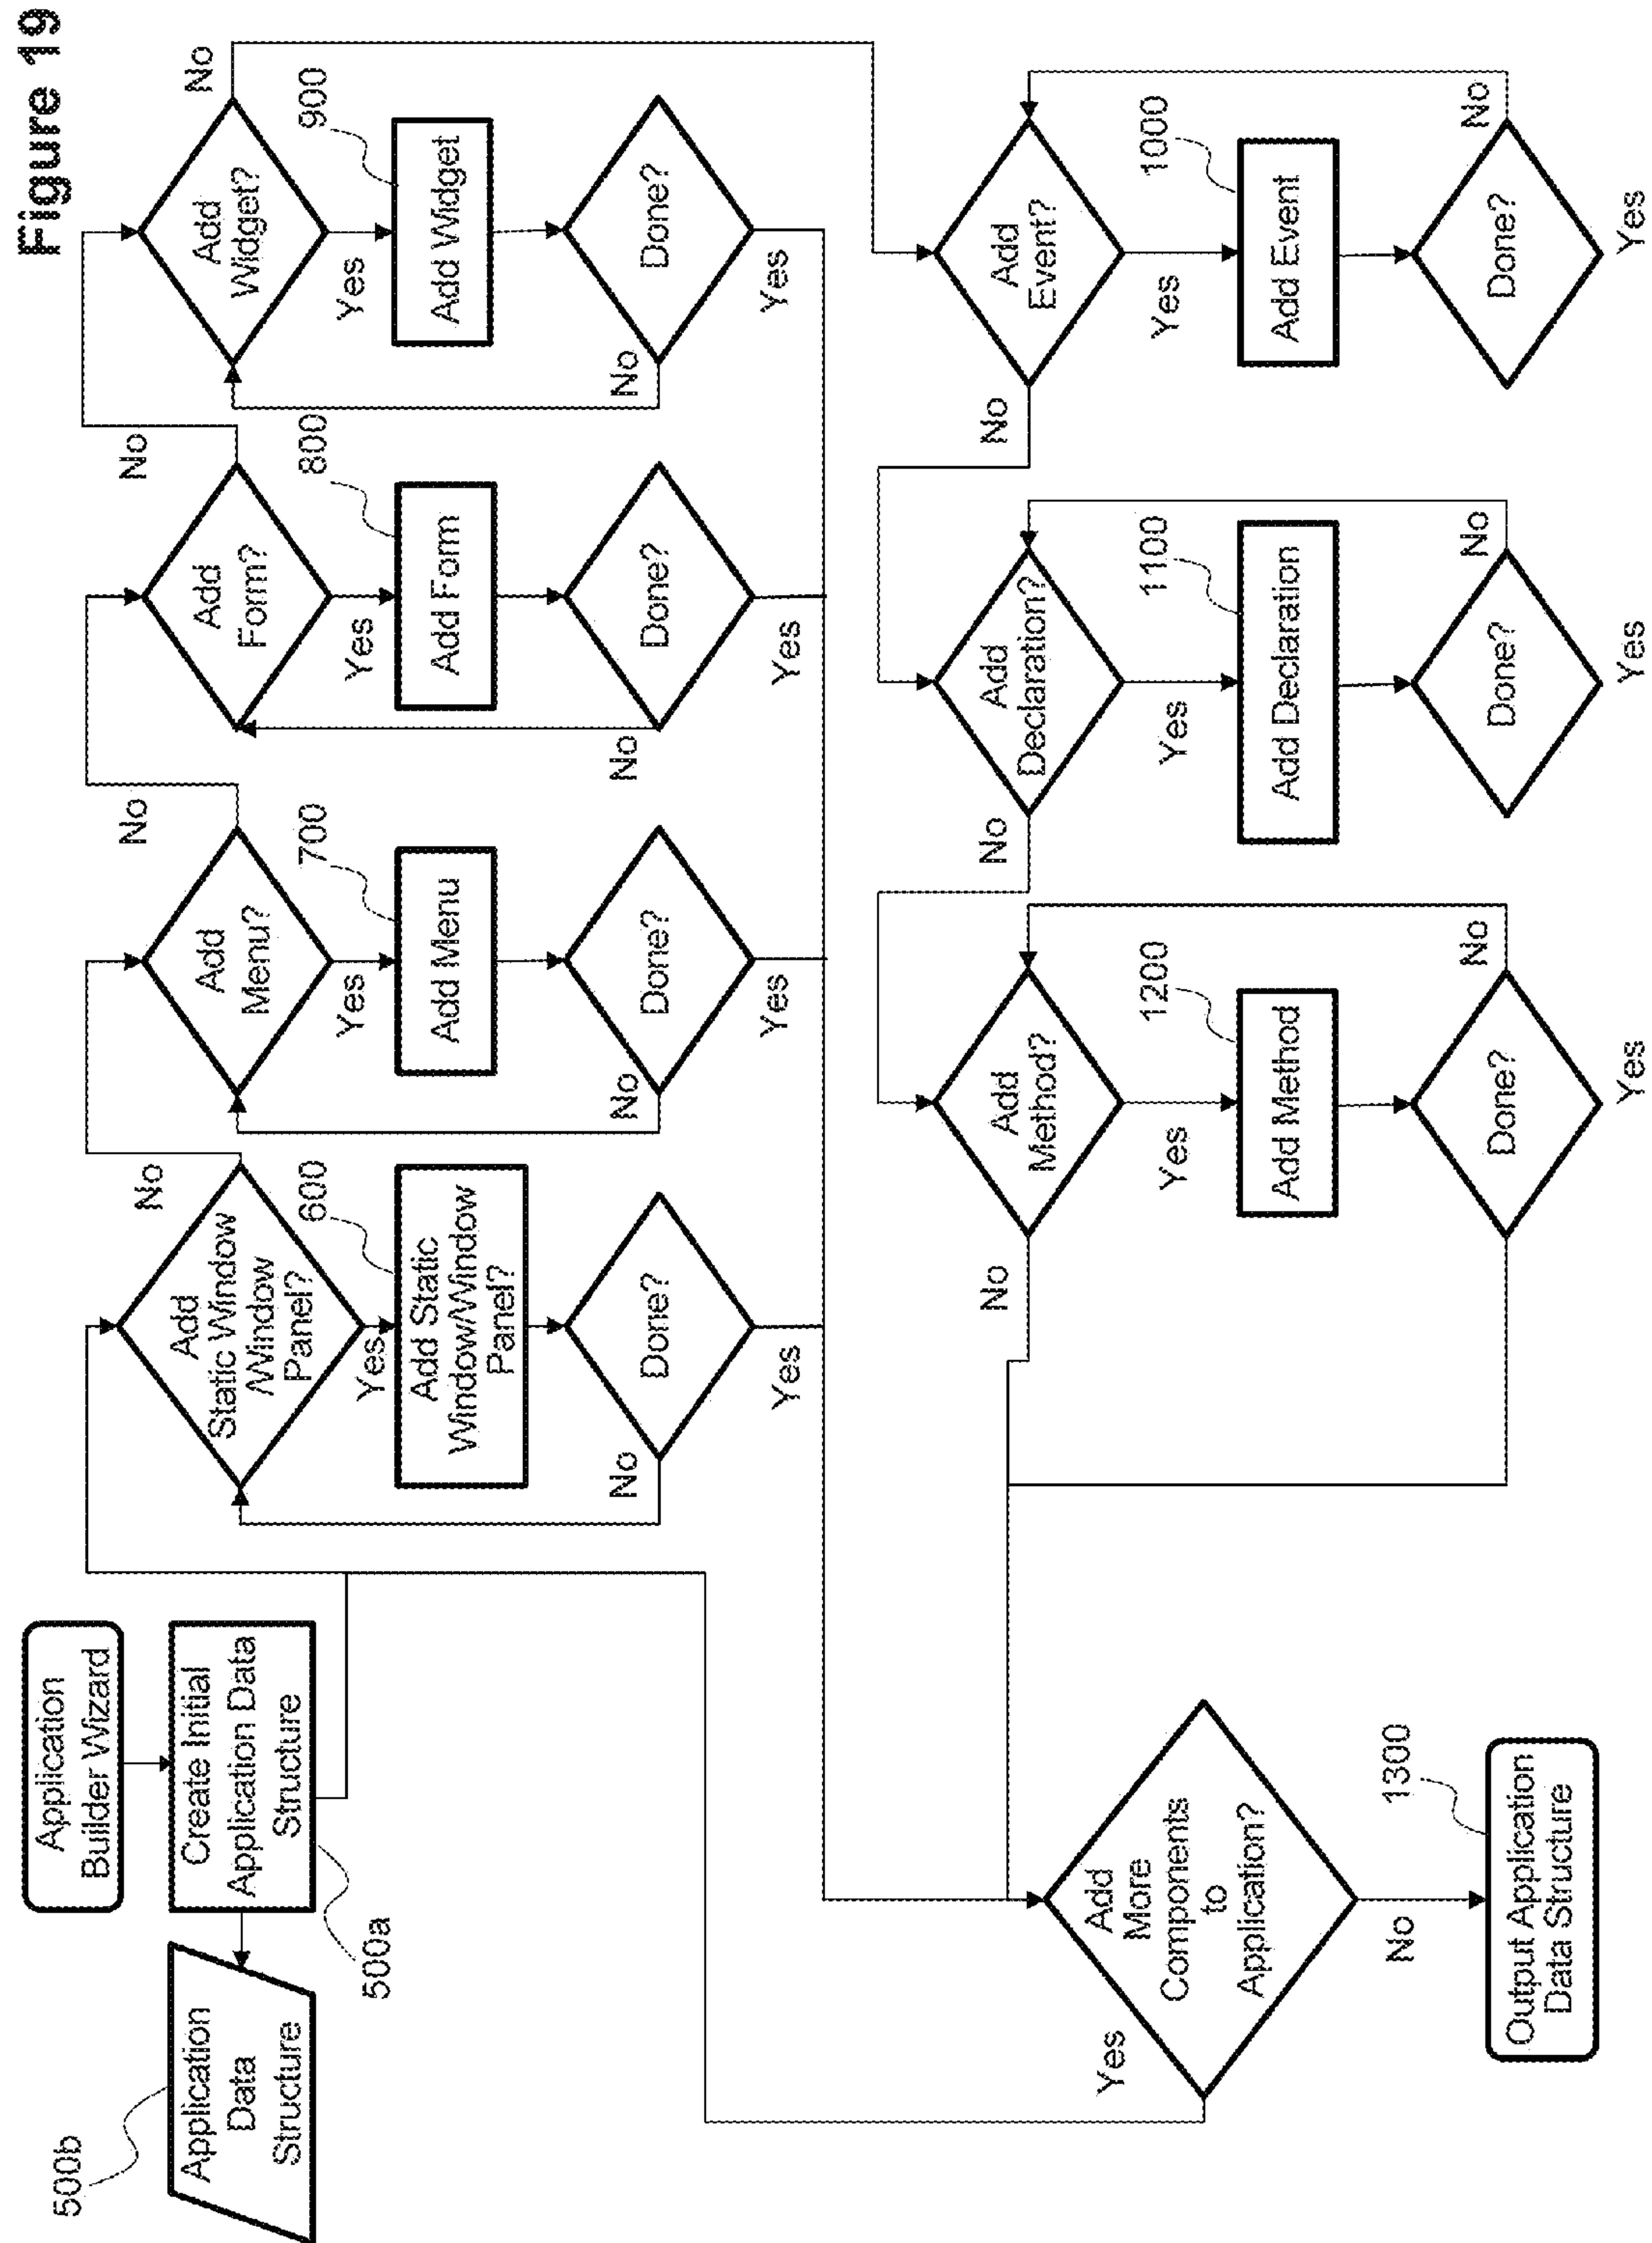 Figure 19
Application
Builder Wizard
Create Initial
Application Data
Structure
500a
Application
Data
Structure
500b
Add
Static Window
/Window
Panel?
No
Yes
600
Add Static
Window/Window
Panel?
Done?
No
Yes
Add
Menu?
No
Yes
700
Add Menu
Done?
No
Yes
Add
Form?
No
Yes
800
Add Form
Done?
No
Yes
Add
Widget?
No
Yes
900
Add Widget
Done?
No
Yes
Add
Event?
No
Yes
1000
Add Event
Done?
No
Yes
Add
Declaration?
No
Yes
1100
Add Declaration
Done?
No
Yes
Add
Method?
No
Yes
1200
Add Method
Done?
No
Yes
Add
More
Components
to
Application?
Yes
No
1300
Output Application
Data Structure